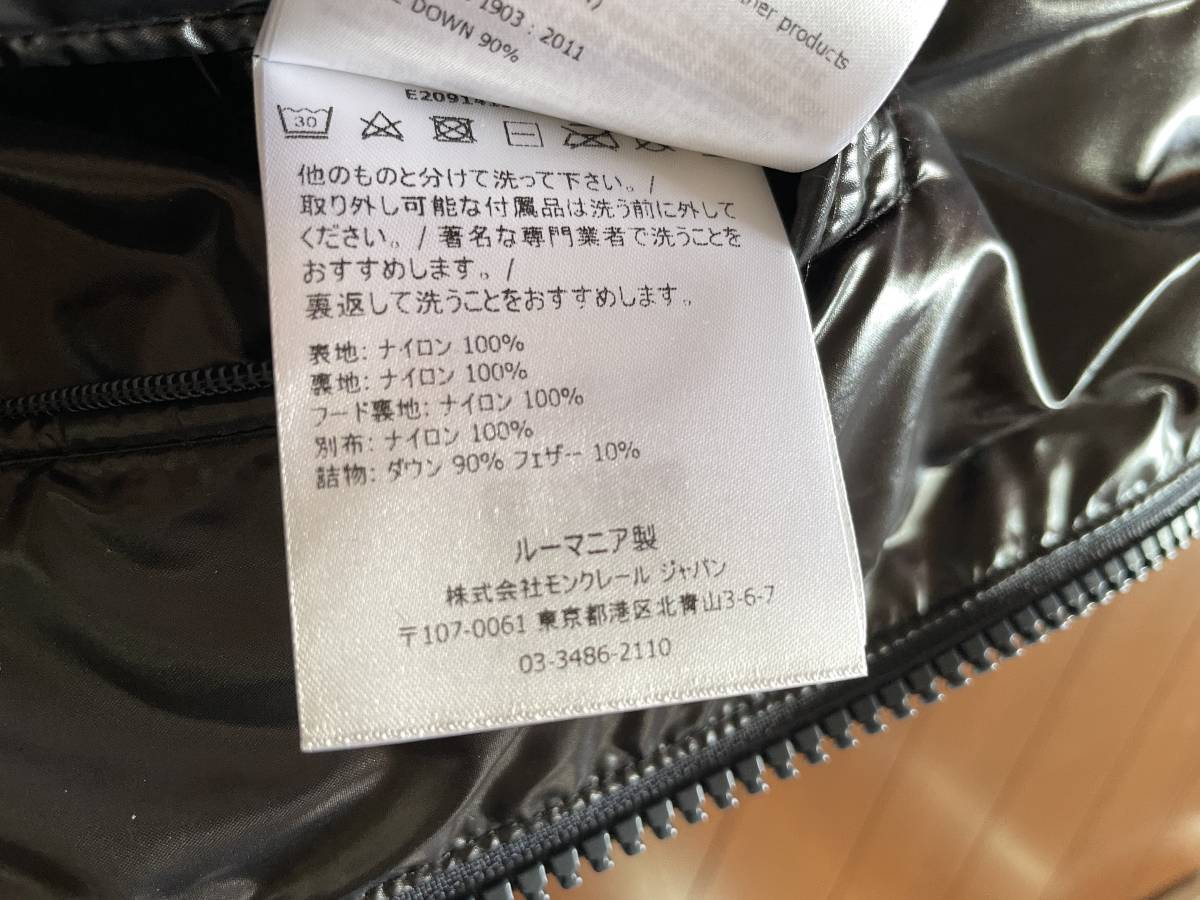 her products
1903 : 2011
DOWN 90%
30
他のものと分けて洗って下さい。/
取り外し可能な付属品は洗う前に外して
ください。/ 著名な専門業者で洗うことを
おすすめします。/
裏返して洗うことをおすすめします。
表地: ナイロン 100%
裏地: ナイロン 100%
フード裏地: ナイロン 100%
別布: ナイロン 100%
詰物: ダウン 90% フェザー 10%
ルーマニア製
株式会社モンクレール ジャパン
〒107-0061 東京都港区北青山3-6-7
03-3486-2110